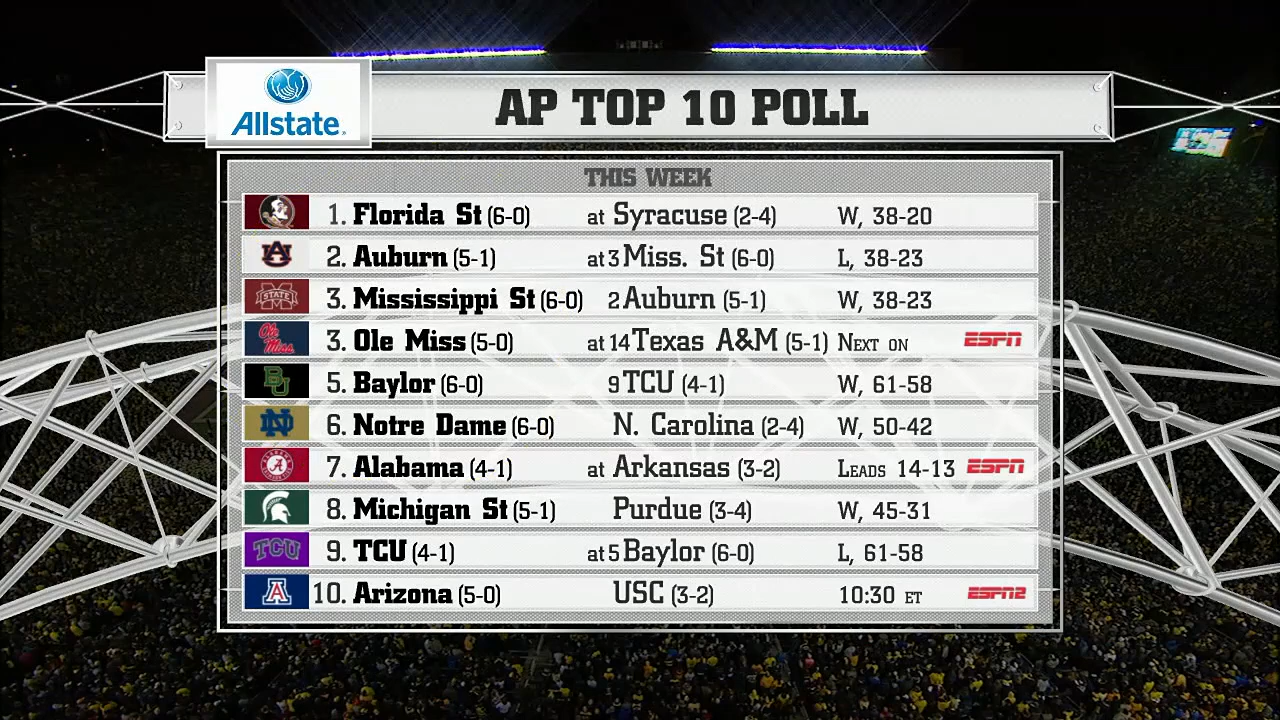 Allstate.
AP TOP 10 POLL
THIS WEEK
1. Florida St (6-0) at Syracuse (2-4) W, 38-20
2. Auburn (5-1) at 3 Miss. St (6-0) L, 38-23
STATE 3. Mississippi St (6-0) 2 Auburn (5-1) W, 38-23
Ole Miss 3. Ole Miss (5-0) at 14 Texas A&M (5-1) Next on ESPN
BU 5. Baylor (6-0) 9 TCU (4-1) W, 61-58
ND 6. Notre Dame (6-0) N. Carolina (2-4) W, 50-42
A 7. Alabama (4-1) at Arkansas (3-2) Leads 14-13 ESPN
8. Michigan St (5-1) Purdue (3-4) W, 45-31
TCU 9. TCU (4-1) at 5 Baylor (6-0) L, 61-58
A 10. Arizona (5-0) USC (3-2) 10:30 ET ESPN2